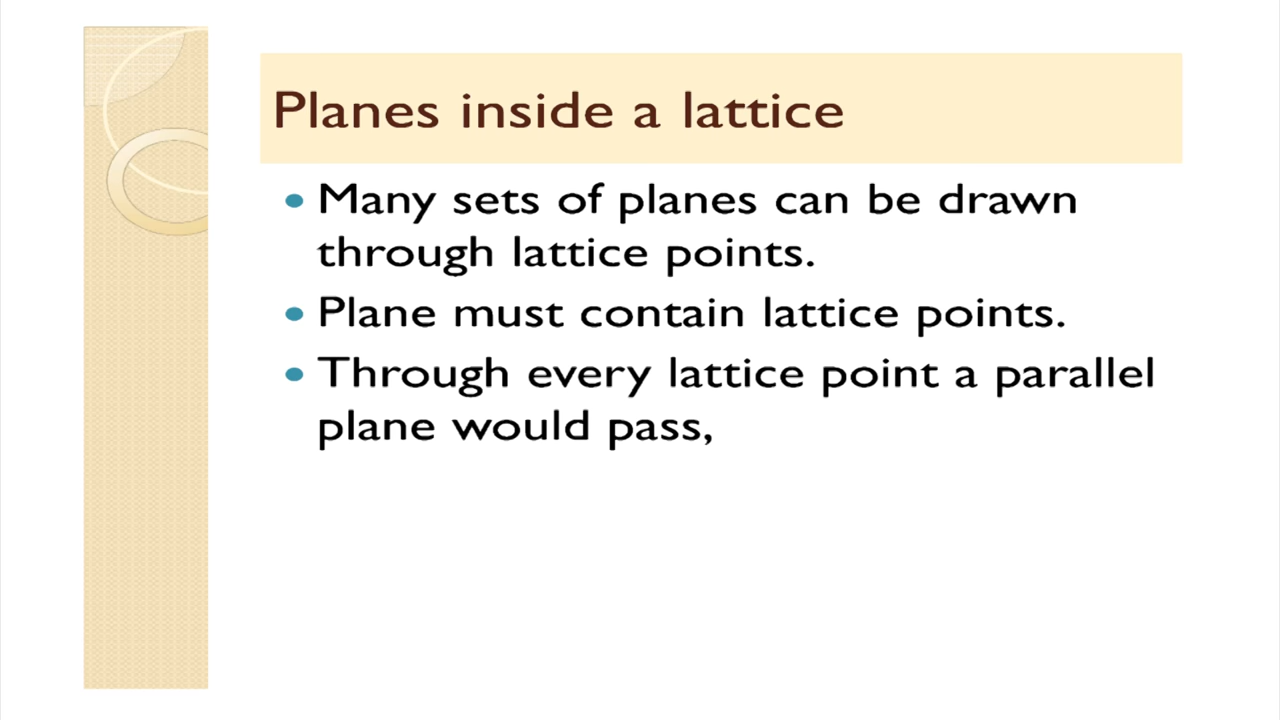 Planes inside a lattice
• Many sets of planes can be drawn
through lattice points.
• Plane must contain lattice points.
• Through every lattice point a parallel
plane would pass,